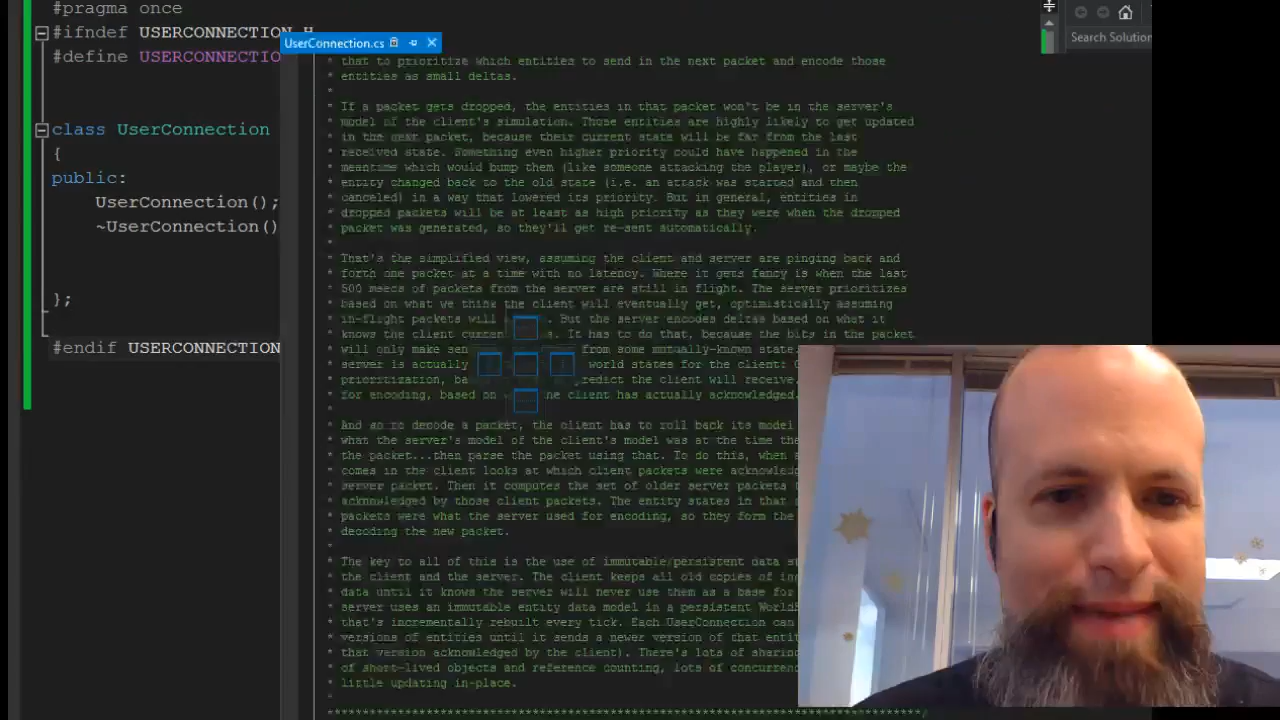 #pragma once
#ifndef USERCONNECTION_H
#define USERCONNECTIO
class UserConnection
{
public:
UserConnection();
~UserConnection()
};
#endif USERCONNECTION
UserConnection.cs
Search Solution
that to prioritize which entities to send in the next packet and encode those
* entities as small deltas.
*
* If a packet gets dropped, the entities in that packet won't be in the server's
* model of the client's simulation. Those entities are highly likely to get updated
* in the next packet, because their current state will be far from the last
* received state. Something even higher priority could have happened in the
* meantime which would bump them (like someone attacking the player), or maybe the
* entity changed back to the old state (i.e. an attack was started and then
* canceled) in a way that lowered its priority. But in general, entities in
* dropped packets will be at least as high priority as they were when the dropped
* packet was generated, so they'll get re-sent automatically.
*
* That's the simplified view, assuming the client and server are pinging back and
* forth one packet at a time with no latency. Where it gets fancy is when the last
* 500 msecs of packets from the server are still in flight. The server prioritizes
* based on what we think the client will eventually get, optimistically assuming
* in-flight packets will . But the server encodes deltas based on what it
* knows the client curren . It has to do that, because the bits in the packet
* will only make sen from some mutually-known state.
* server is actually world states for the client:
* prioritization, ba redict the client will receive.
* for encoding, based on ne client has actually acknowledged.
*
* And so to decode a packet, the client has to roll back its model
* what the server's model of the client's model was at the time the
* the packet...then parse the packet using that. To do this, when
* comes in the client looks at which client packets were acknowled
* server packet. Then it computes the set of older server packets
* acknowledged by those client packets. The entity states in that
* packets were what the server used for encoding, so they form the
* decoding the new packet.
*
* The key to all of this is the use of immutable/persistent data s
* the client and the server. The client keeps all old copies of in
* data until it knows the server will never use them as a base for
* server uses an immutable entity data model in a persistent WorldS
* that's incrementally rebuilt every tick. Each UserConnection can
* versions of entities until it sends a newer version of that entit
* that version acknowledged by the client). There's lots of sharing
* of short-lived objects and reference counting, lots of concurrenc
* little updating in-place.
*